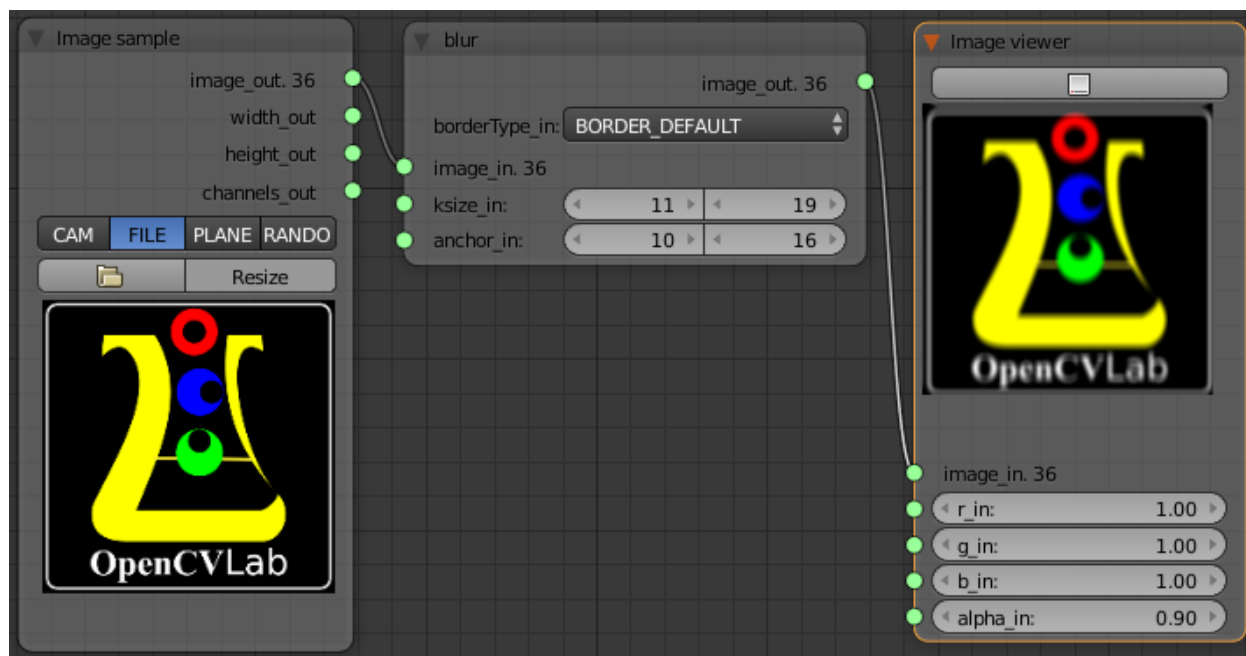 Image sample
image_out. 36
width_out
height_out
channels_out
CAM FILE PLANE RANDO
Resize
OpenCVLab
blur
image_out. 36
borderType_in: BORDER_DEFAULT
image_in. 36
ksize_in: 11 19
anchor_in: 10 16
Image viewer
OpenCVLab
image_in. 36
r_in: 1.00
g_in: 1.00
b_in: 1.00
alpha_in: 0.90